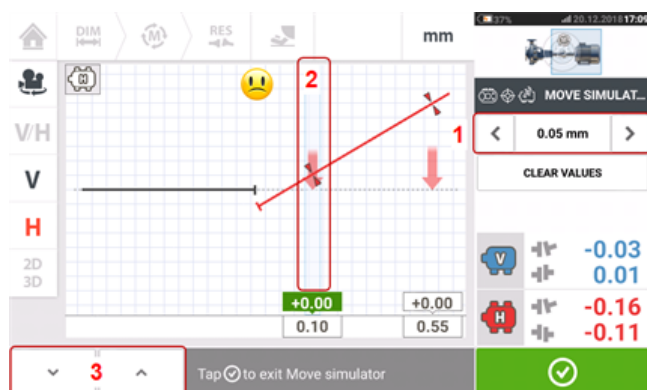 DIM
(M)
RES
mm
37%
20.12.2018 17:09
2
MOVE SIMULAT...
V/H
1
0.05 mm
V
CLEAR VALUES
H
2D
3D
V
-0.03
0.01
+0.00
+0.00
H
-0.16
0.10
0.55
-0.11
3
Tap to exit Move simulator